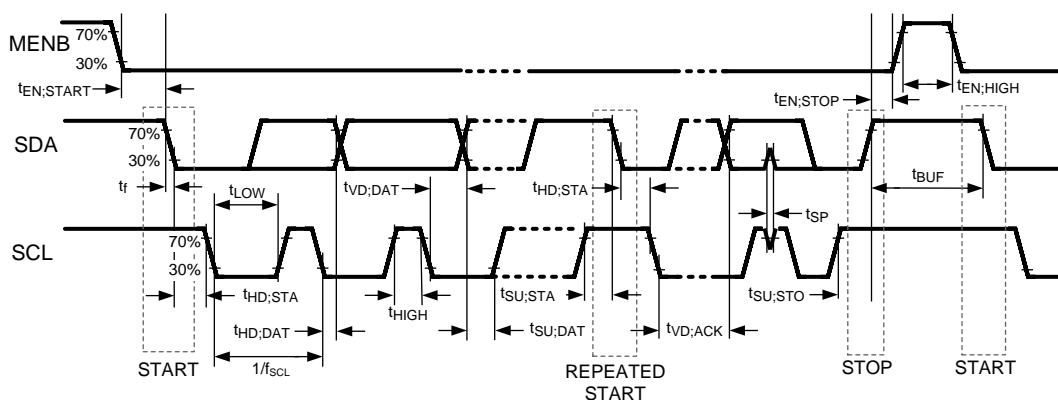 MENB
70%
30%
tEN;START
tEN;STOP
tEN;HIGH
SDA
70%
30%
tf
tLOW
tVD;DAT
tHD;STA
tSP
tBUF
SCL
70%
30%
tHD;STA
tHD;DAT
tHIGH
tSU;STA
tSU;DAT
tVD;ACK
tSU;STO
1/fSCL
START
REPEATED
START
STOP
START